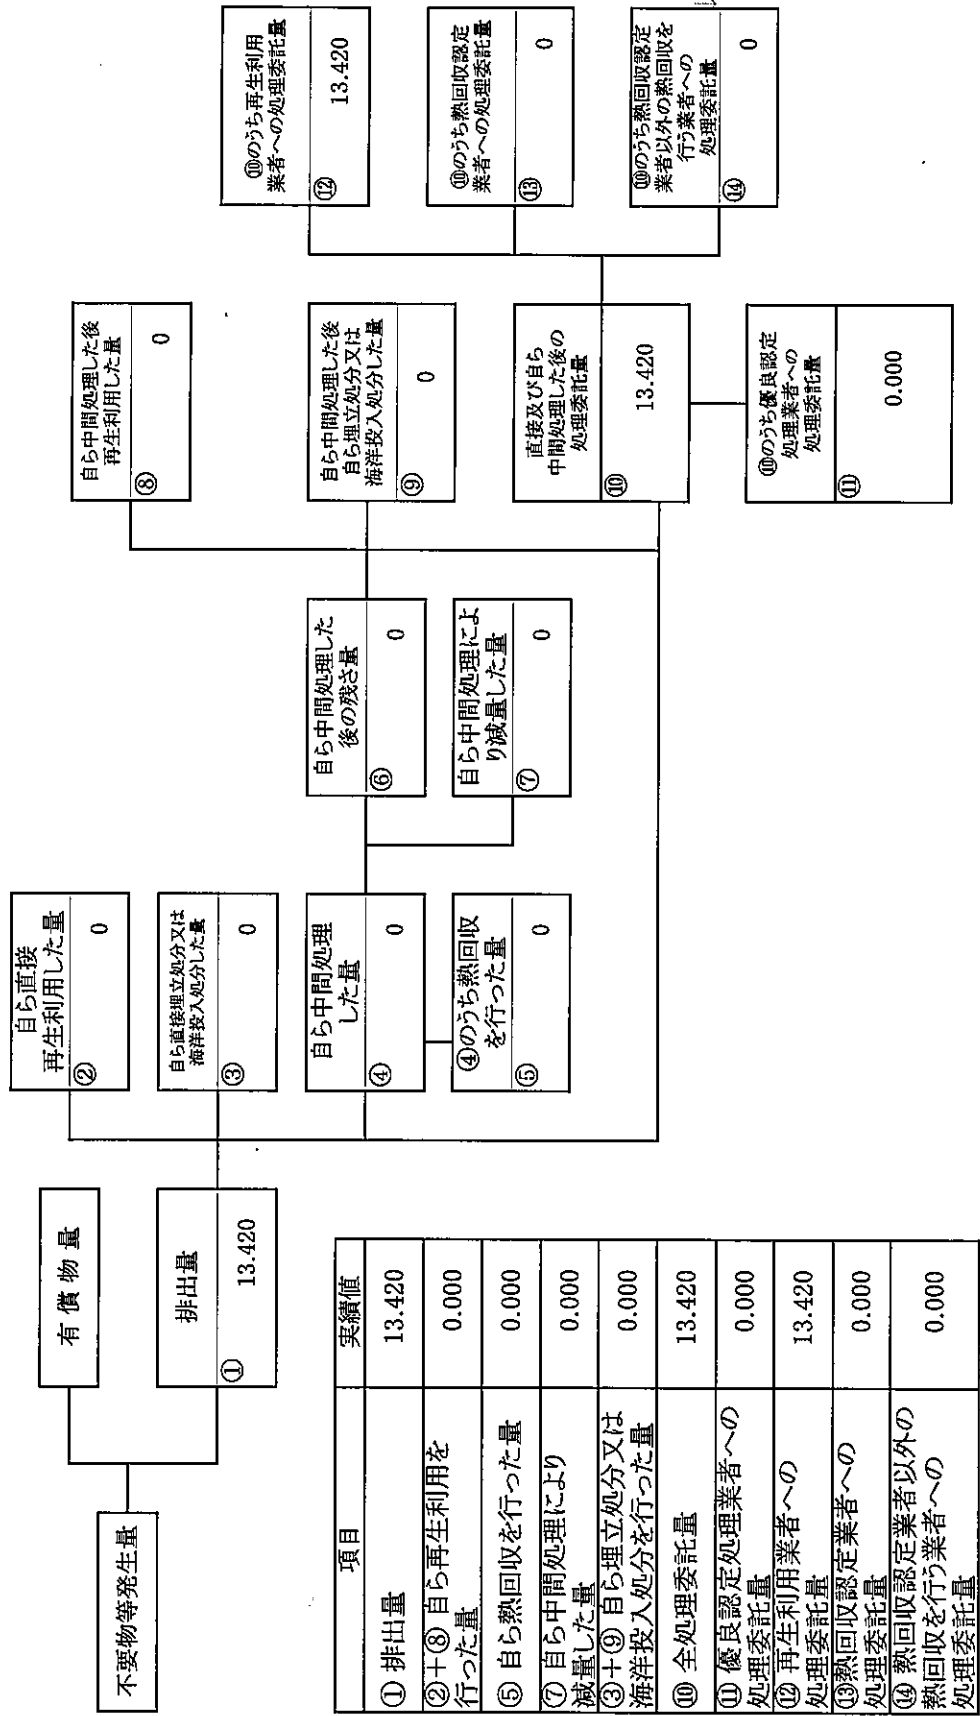 不要物等発生量
有償物量
排出量
①
13.420
自ら直接
再生利用した量
②
0
自ら直接埋立処分又は
海洋投入処分した量
③
0
自ら中間処理
した量
④
0
④のうち熱回収
を行った量
⑤
0
自ら中間処理した
後の残さ量
⑥
0
自ら中間処理によ
り減量した量
⑦
0
自ら中間処理した後
再生利用した量
⑧
0
自ら中間処理した後
自ら埋立処分又は
海洋投入処分した量
⑨
0
直接及び自ら
中間処理した後の
処理委託量
⑩
13.420
⑩のうち優良認定
処理業者への
処理委託量
⑪
0.000
⑩のうち再生利用
業者への処理委託量
⑫
13.420
⑩のうち熱回収認定
業者への処理委託量
⑬
0
⑩のうち熱回収認定
業者以外の熱回収を
行う業者への
処理委託量
⑭
0
項目 実績値
① 排出量 13.420
②+⑧ 自ら再生利用を
行った量 0.000
⑤ 自ら熱回収を行った量 0.000
⑦ 自ら中間処理により
減量した量 0.000
③+⑨ 自ら埋立処分又は
海洋投入処分を行った量 0.000
⑩ 全処理委託量 13.420
⑪ 優良認定処理業者への
処理委託量 0.000
⑫ 再生利用業者への
処理委託量 13.420
⑬熱回収認定業者への
処理委託量 0.000
⑭ 熱回収認定業者以外の
熱回収を行う業者への
処理委託量 0.000